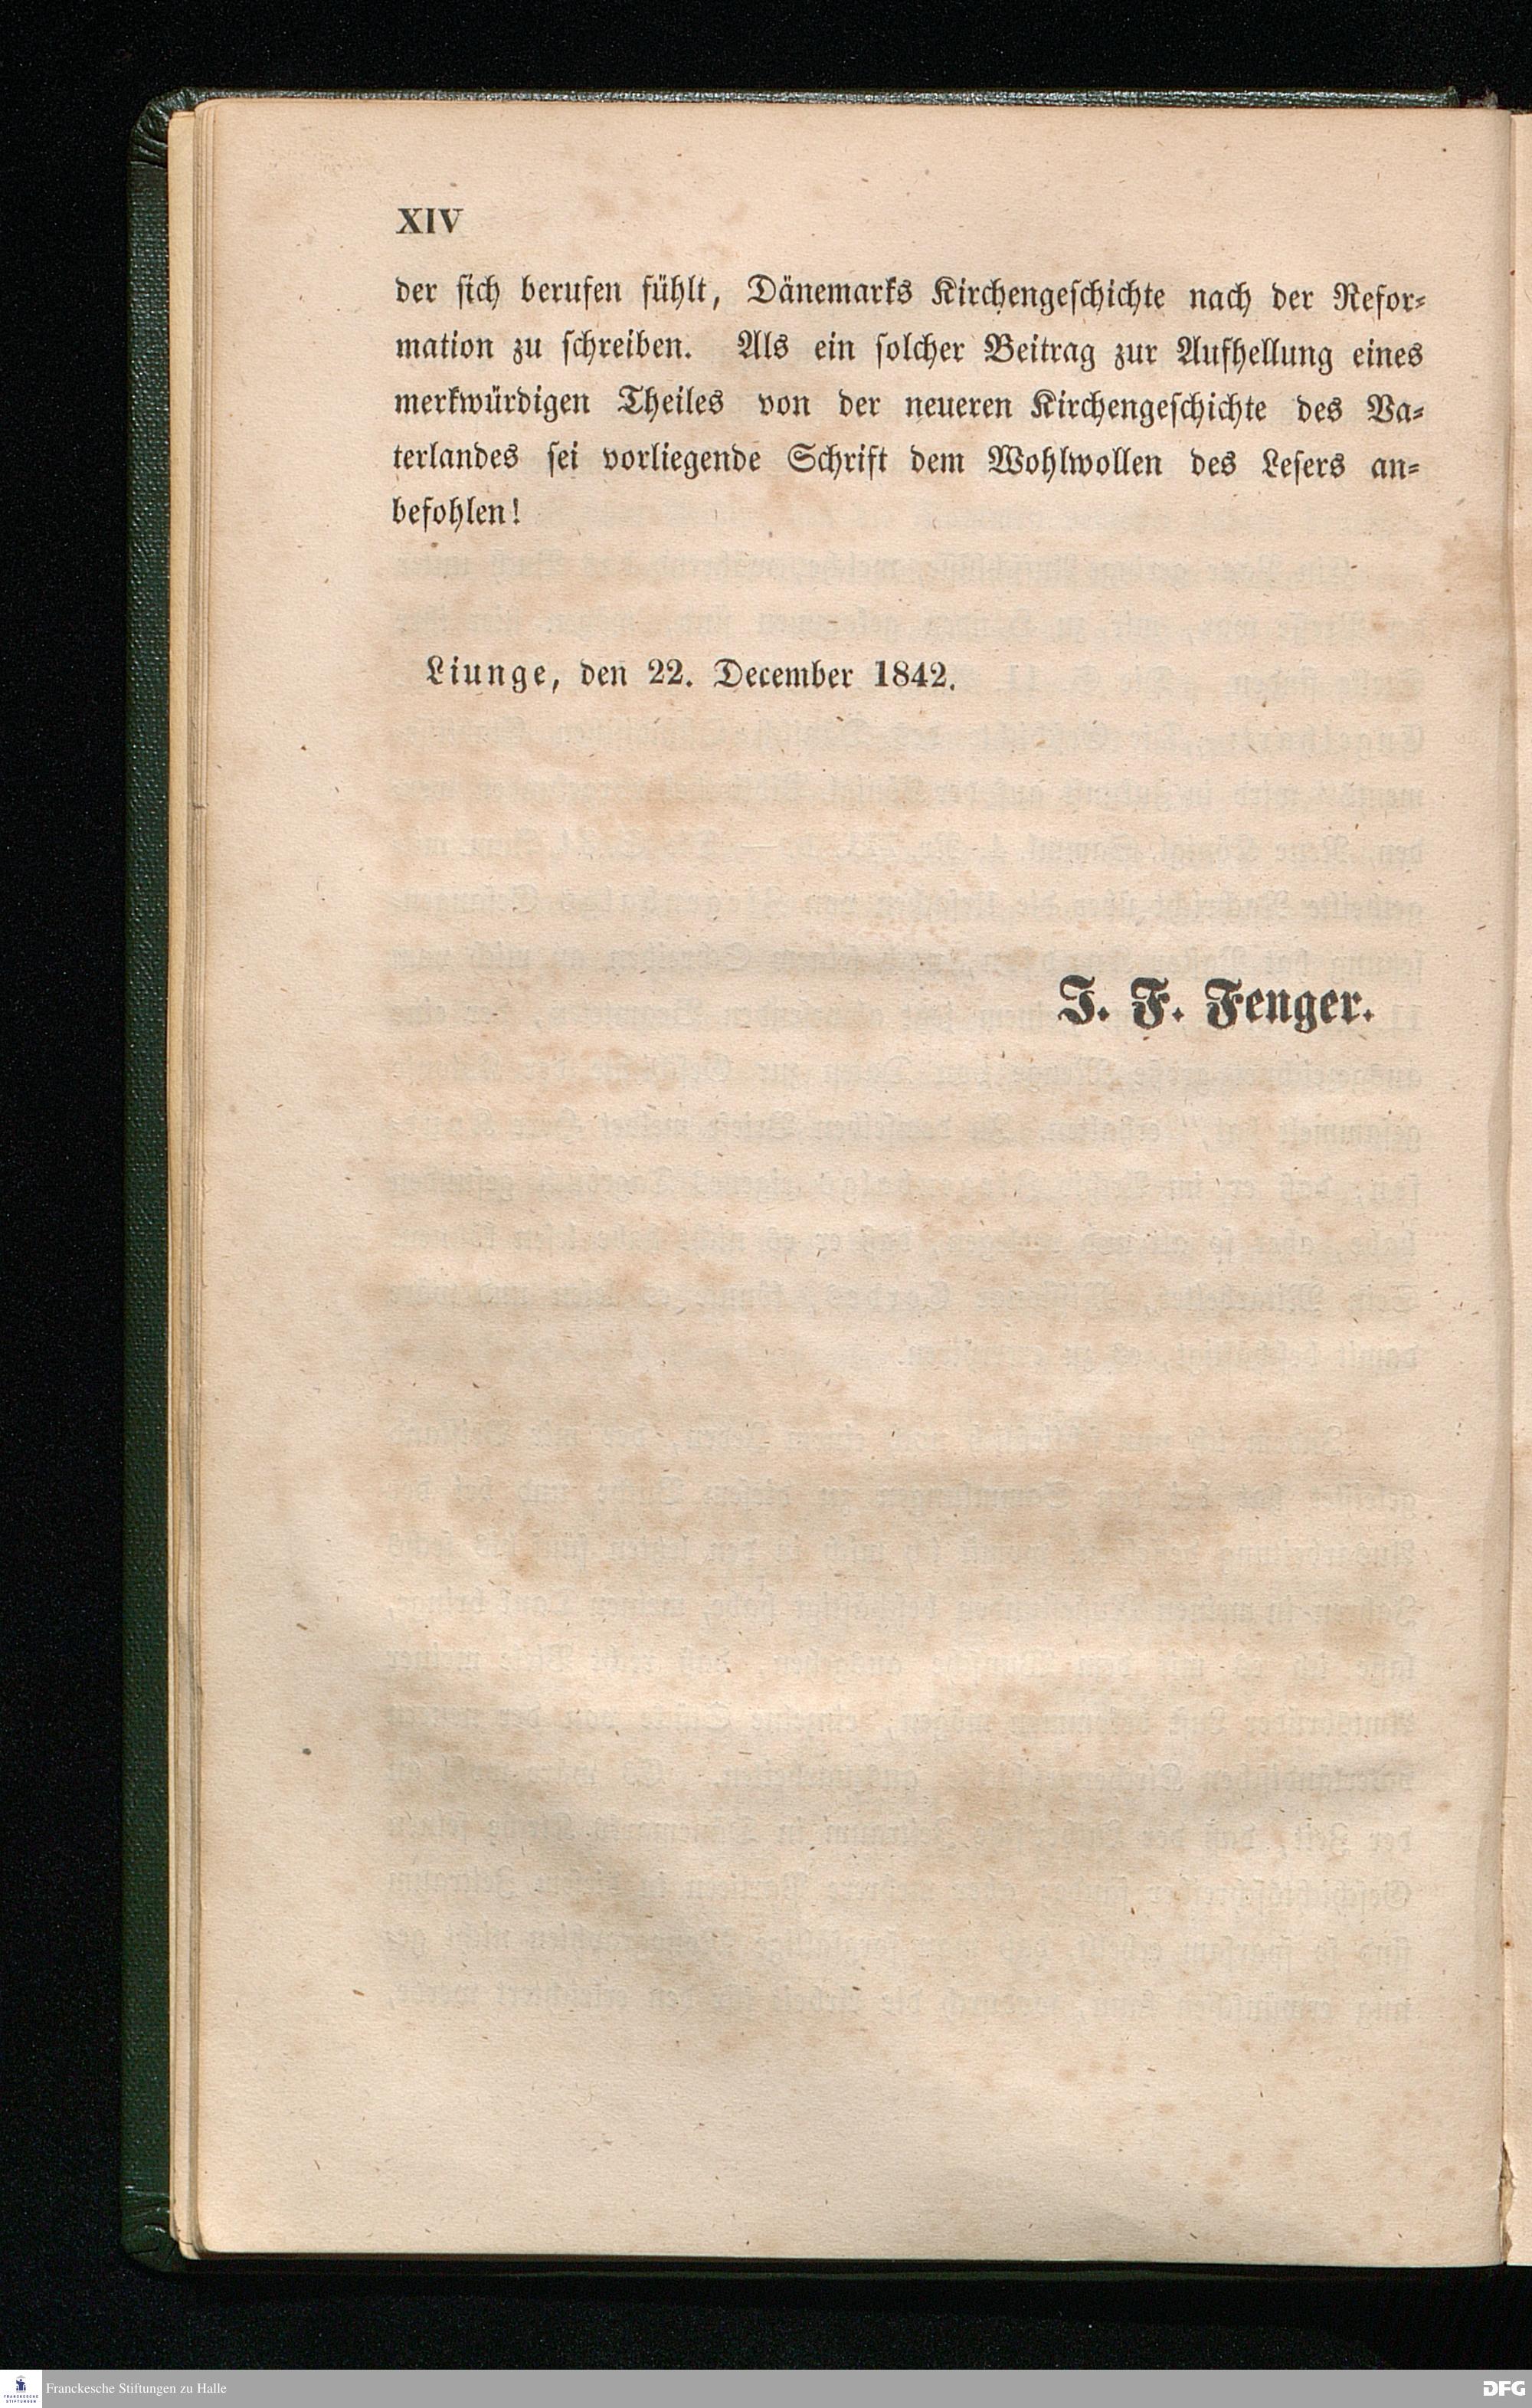 XIV
der sich berufen fühlt, Dänemarks Kirchengeschichte nach der Refor-
mation zu schreiben. Als ein solcher Beitrag zur Aufhellung eines
merkwürdigen Theiles von der neueren Kirchengeschichte des Va-
terlandes sei vorliegende Schrift dem Wohlwollen des Lesers an-
befohlen!
Liunge, den 22. December 1842.
J. F. Fenger.
FRANCKESCHE STIFTUNGEN
Franckesche Stiftungen zu Halle
DFG